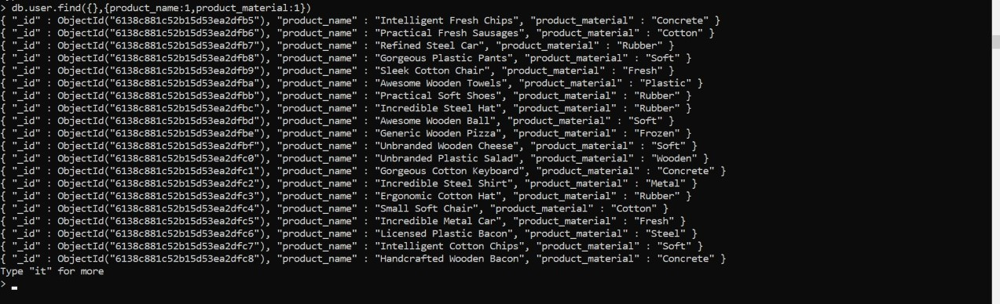 > db.user.find({},{product_name:1,product_material:1})
{ "_id" : ObjectId("6138c881c52b15d53ea2dfb5"), "product_name" : "Intelligent Fresh Chips", "product_material" : "Concrete" }
{ "_id" : ObjectId("6138c881c52b15d53ea2dfb6"), "product_name" : "Practical Fresh Sausages", "product_material" : "Cotton" }
{ "_id" : ObjectId("6138c881c52b15d53ea2dfb7"), "product_name" : "Refined Steel Car", "product_material" : "Rubber" }
{ "_id" : ObjectId("6138c881c52b15d53ea2dfb8"), "product_name" : "Gorgeous Plastic Pants", "product_material" : "Soft" }
{ "_id" : ObjectId("6138c881c52b15d53ea2dfb9"), "product_name" : "Sleek Cotton Chair", "product_material" : "Fresh" }
{ "_id" : ObjectId("6138c881c52b15d53ea2dfba"), "product_name" : "Awesome Wooden Towels", "product_material" : "Plastic" }
{ "_id" : ObjectId("6138c881c52b15d53ea2dfbb"), "product_name" : "Practical Soft Shoes", "product_material" : "Rubber" }
{ "_id" : ObjectId("6138c881c52b15d53ea2dfbc"), "product_name" : "Incredible Steel Hat", "product_material" : "Rubber" }
{ "_id" : ObjectId("6138c881c52b15d53ea2dfbd"), "product_name" : "Awesome Wooden Ball", "product_material" : "Soft" }
{ "_id" : ObjectId("6138c881c52b15d53ea2dfbe"), "product_name" : "Generic Wooden Pizza", "product_material" : "Frozen" }
{ "_id" : ObjectId("6138c881c52b15d53ea2dfbf"), "product_name" : "Unbranded Wooden Cheese", "product_material" : "Soft" }
{ "_id" : ObjectId("6138c881c52b15d53ea2dfc0"), "product_name" : "Unbranded Plastic Salad", "product_material" : "Wooden" }
{ "_id" : ObjectId("6138c881c52b15d53ea2dfc1"), "product_name" : "Gorgeous Cotton Keyboard", "product_material" : "Concrete" }
{ "_id" : ObjectId("6138c881c52b15d53ea2dfc2"), "product_name" : "Incredible Steel Shirt", "product_material" : "Metal" }
{ "_id" : ObjectId("6138c881c52b15d53ea2dfc3"), "product_name" : "Ergonomic Cotton Hat", "product_material" : "Rubber" }
{ "_id" : ObjectId("6138c881c52b15d53ea2dfc4"), "product_name" : "Small Soft Chair", "product_material" : "Cotton" }
{ "_id" : ObjectId("6138c881c52b15d53ea2dfc5"), "product_name" : "Incredible Metal Car", "product_material" : "Fresh" }
{ "_id" : ObjectId("6138c881c52b15d53ea2dfc6"), "product_name" : "Licensed Plastic Bacon", "product_material" : "Steel" }
{ "_id" : ObjectId("6138c881c52b15d53ea2dfc7"), "product_name" : "Intelligent Cotton Chips", "product_material" : "Soft" }
{ "_id" : ObjectId("6138c881c52b15d53ea2dfc8"), "product_name" : "Handcrafted Wooden Bacon", "product_material" : "Concrete" }
Type "it" for more
>